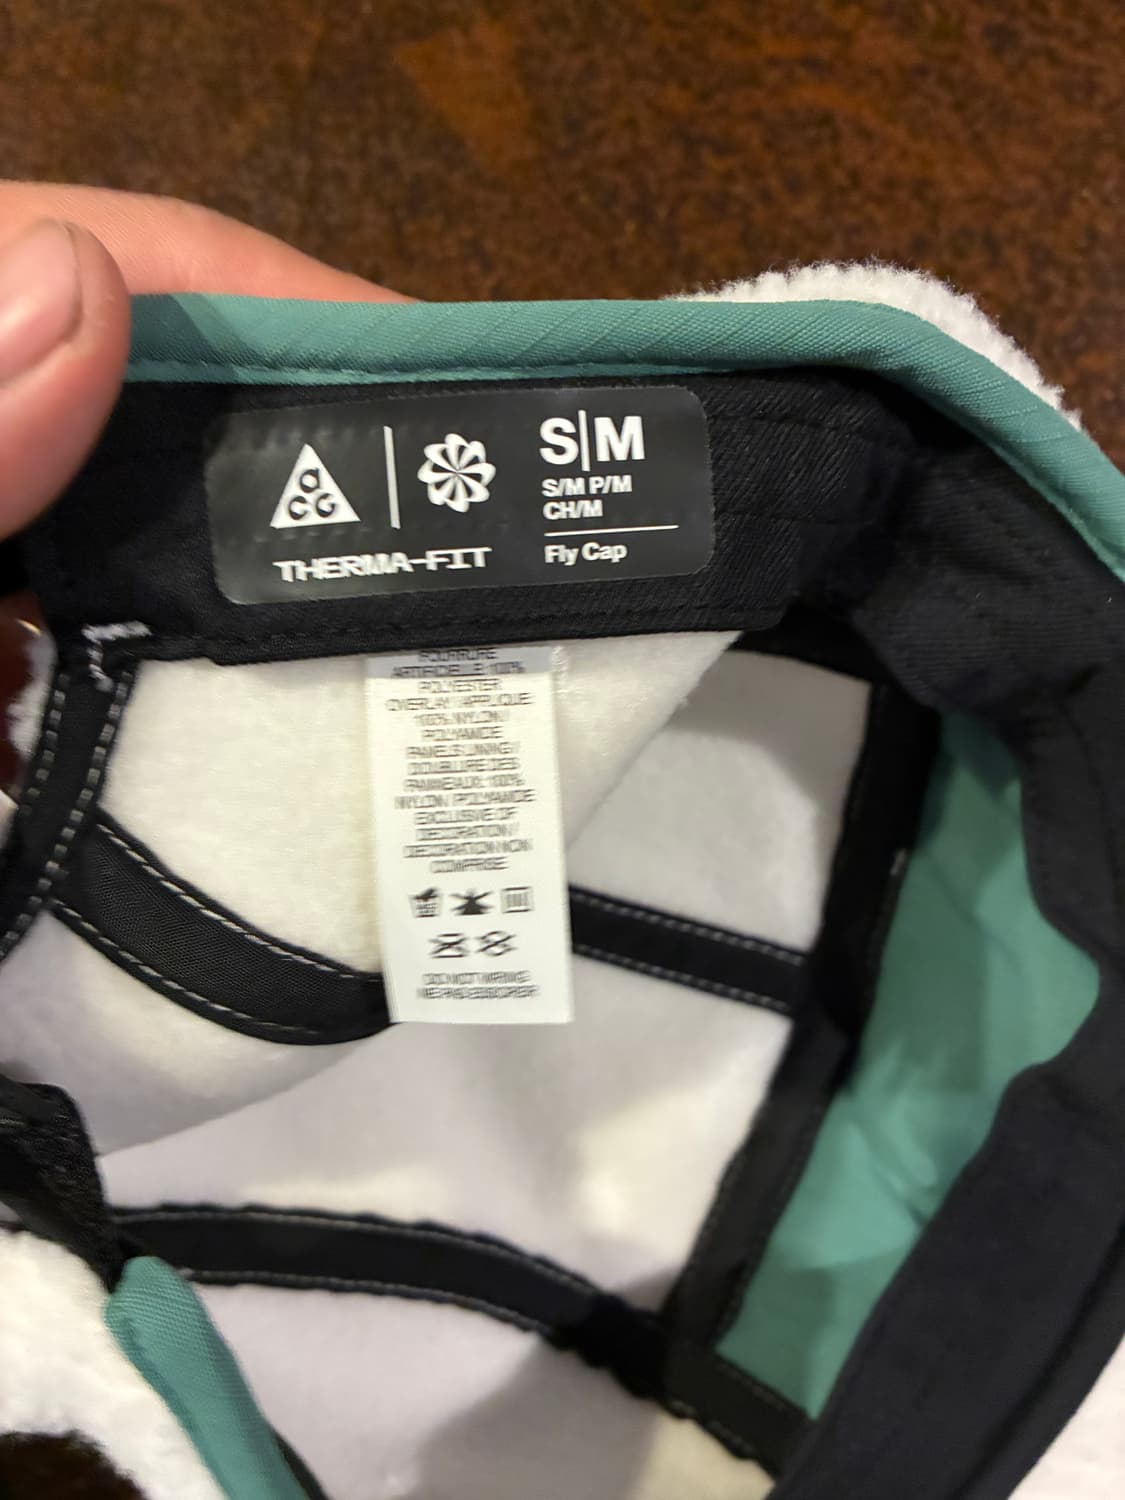 acg
THERMA-FIT
S|M
S/M P/M
CH/M
Fly Cap
FOURRURE
ARTIFICIELLE: 100%
POLYESTER
OVERLAY / APPLIQUE:
100% NYLON /
POLYAMIDE
PANELS LINING /
DOUBLURE DES
PANNEAUX: 100%
NYLON / POLYAMIDE
EXCLUSIVE OF
DECORATION /
DECORATION NON
COMPRISE
DO NOT WRING
NE PAS ESSORER